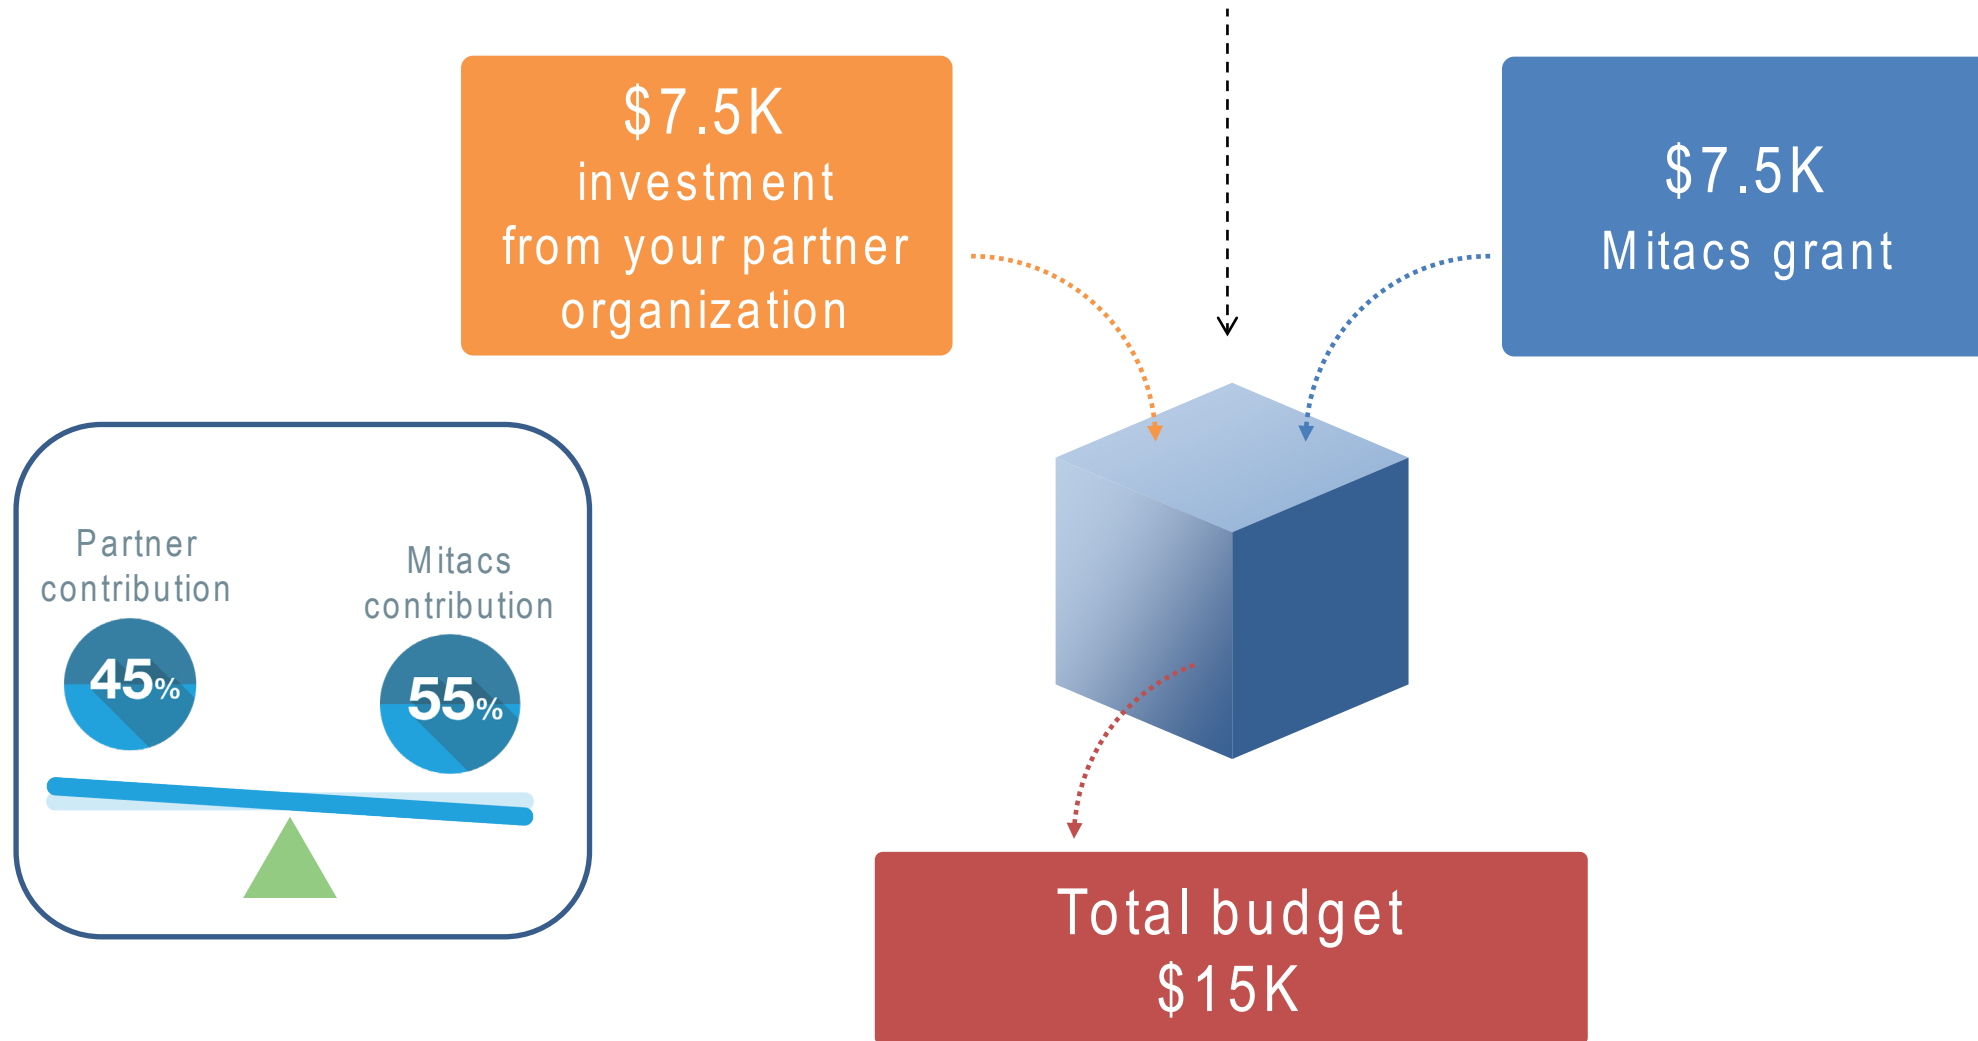 $7.5K
investment
from your partner
organization
$7.5K
Mitacs grant
Partner
contribution
45%
Mitacs
contribution
55%
Total budget
$15K